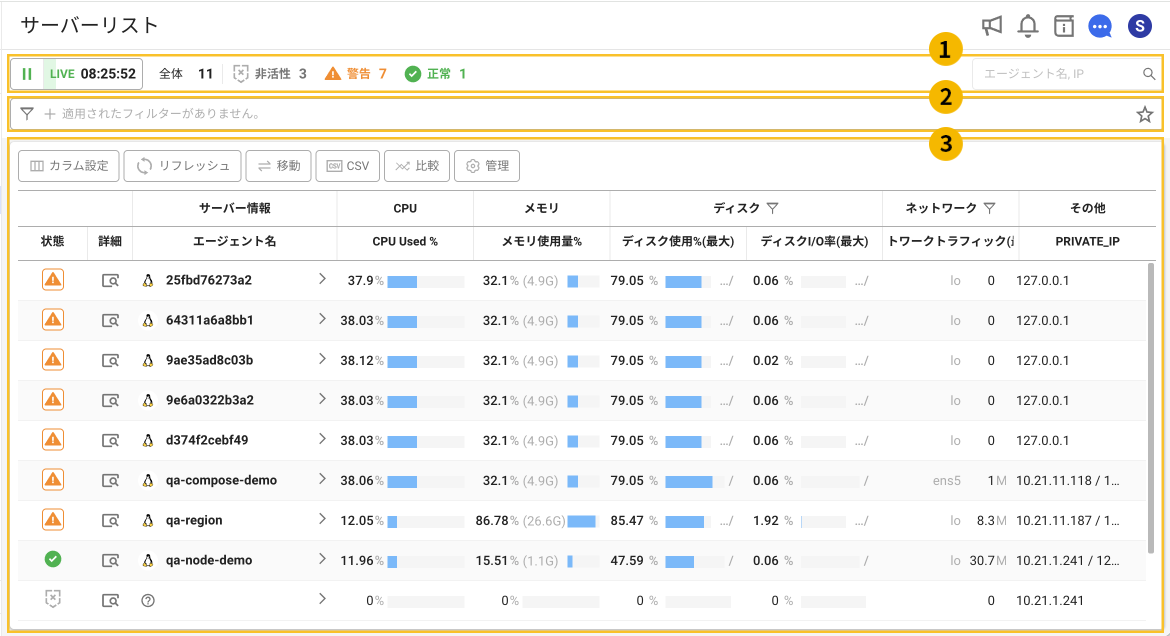 サーバーリスト
S
1
LIVE 08:25:52 全体 11 非活性 3 警告 7 正常 1 エージェント名, IP
2
適用されたフィルターがありません。
3
カラム設定 リフレッシュ 移動 CSV CSV 比較 管理
サーバー情報 CPU メモリ ディスク ネットワーク その他
状態 詳細 エージェント名 CPU Used % メモリ使用量% ディスク使用%(最大) ディスクI/O率(最大) トワークトラフィック( PRIVATE_IP
25fbd76273a2 37.9% 32.1% (4.9G) 79.05 % .../ 0.06 % .../ lo 0 127.0.0.1
64311a6a8bb1 38.03% 32.1% (4.9G) 79.05 % .../ 0.06 % .../ lo 0 127.0.0.1
9ae35ad8c03b 38.12% 32.1% (4.9G) 79.05 % .../ 0.02 % .../ lo 0 127.0.0.1
9e6a0322b3a2 38.03% 32.1% (4.9G) 79.05 % .../ 0.06 % .../ lo 0 127.0.0.1
d374f2cebf49 38.03% 32.1% (4.9G) 79.05 % .../ 0.06 % .../ lo 0 127.0.0.1
qa-compose-demo 38.06% 32.1% (4.9G) 79.05 % / 0.06 % / ens5 1M 10.21.11.118 / 1...
qa-region 12.05% 86.78% (26.6G) 85.47 % .../ 1.92 % .../ lo 8.3M 10.21.11.187 / 1...
qa-node-demo 11.96% 15.51% (1.1G) 47.59 % / 0.06 % / lo 30.7M 10.21.1.241 / 12...
0% 0% 0 % 0 % 0 10.21.1.241